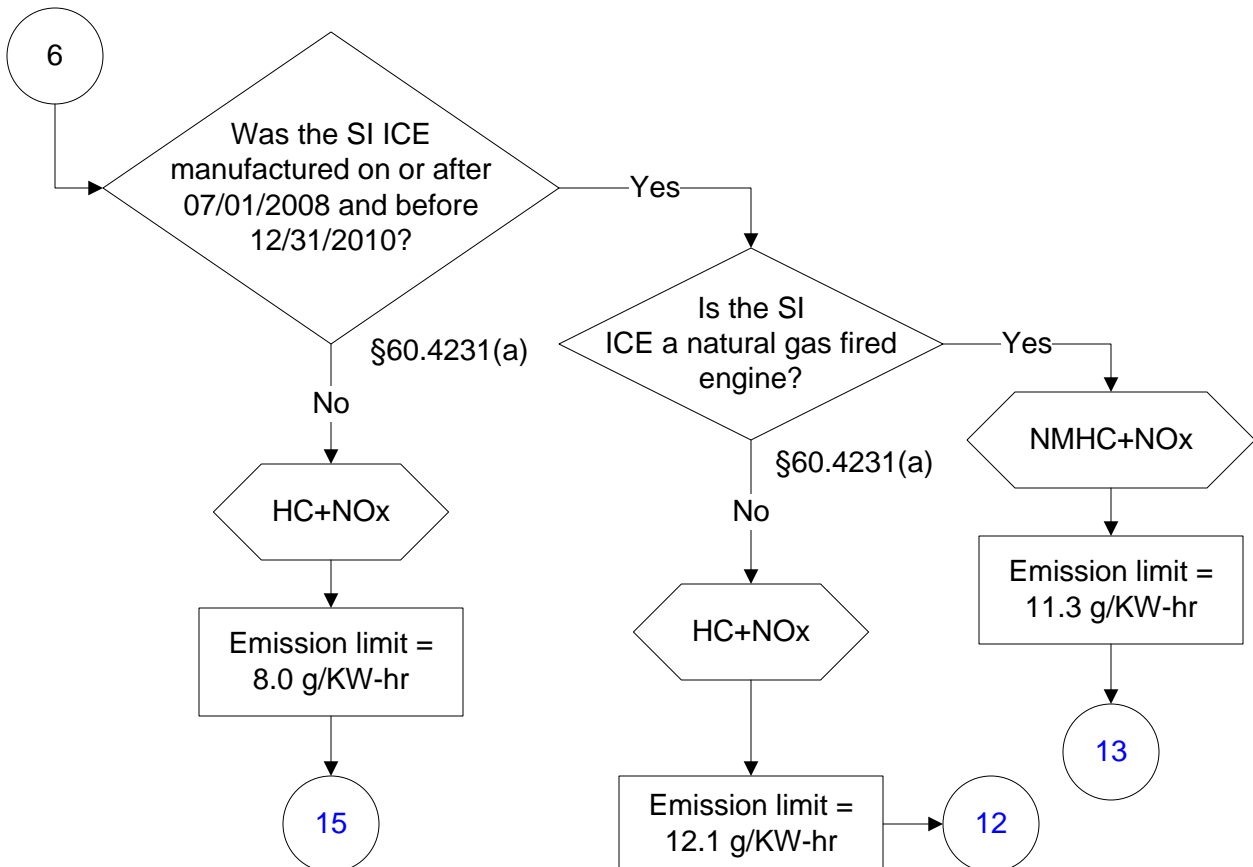 6
Was the SI ICE
manufactured on or after
07/01/2008 and before
12/31/2010?
Yes
§60.4231(a)
No
HC+NOx
Emission limit =
8.0 g/KW-hr
15
Is the SI
ICE a natural gas fired
engine?
Yes
§60.4231(a)
No
HC+NOx
Emission limit =
12.1 g/KW-hr
12
NMHC+NOx
Emission limit =
11.3 g/KW-hr
13